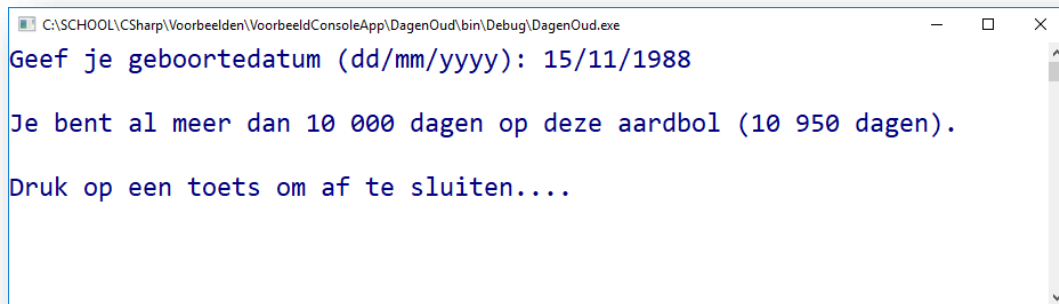 C:\SCHOOL\CSharp\Voorbeelden\VoorbeeldConsoleApp\DagenOud\bin\Debug\DagenOud.exe
Geef je geboortedatum (dd/mm/yyyy): 15/11/1988
Je bent al meer dan 10 000 dagen op deze aardbol (10 950 dagen).
Druk op een toets om af te sluiten....